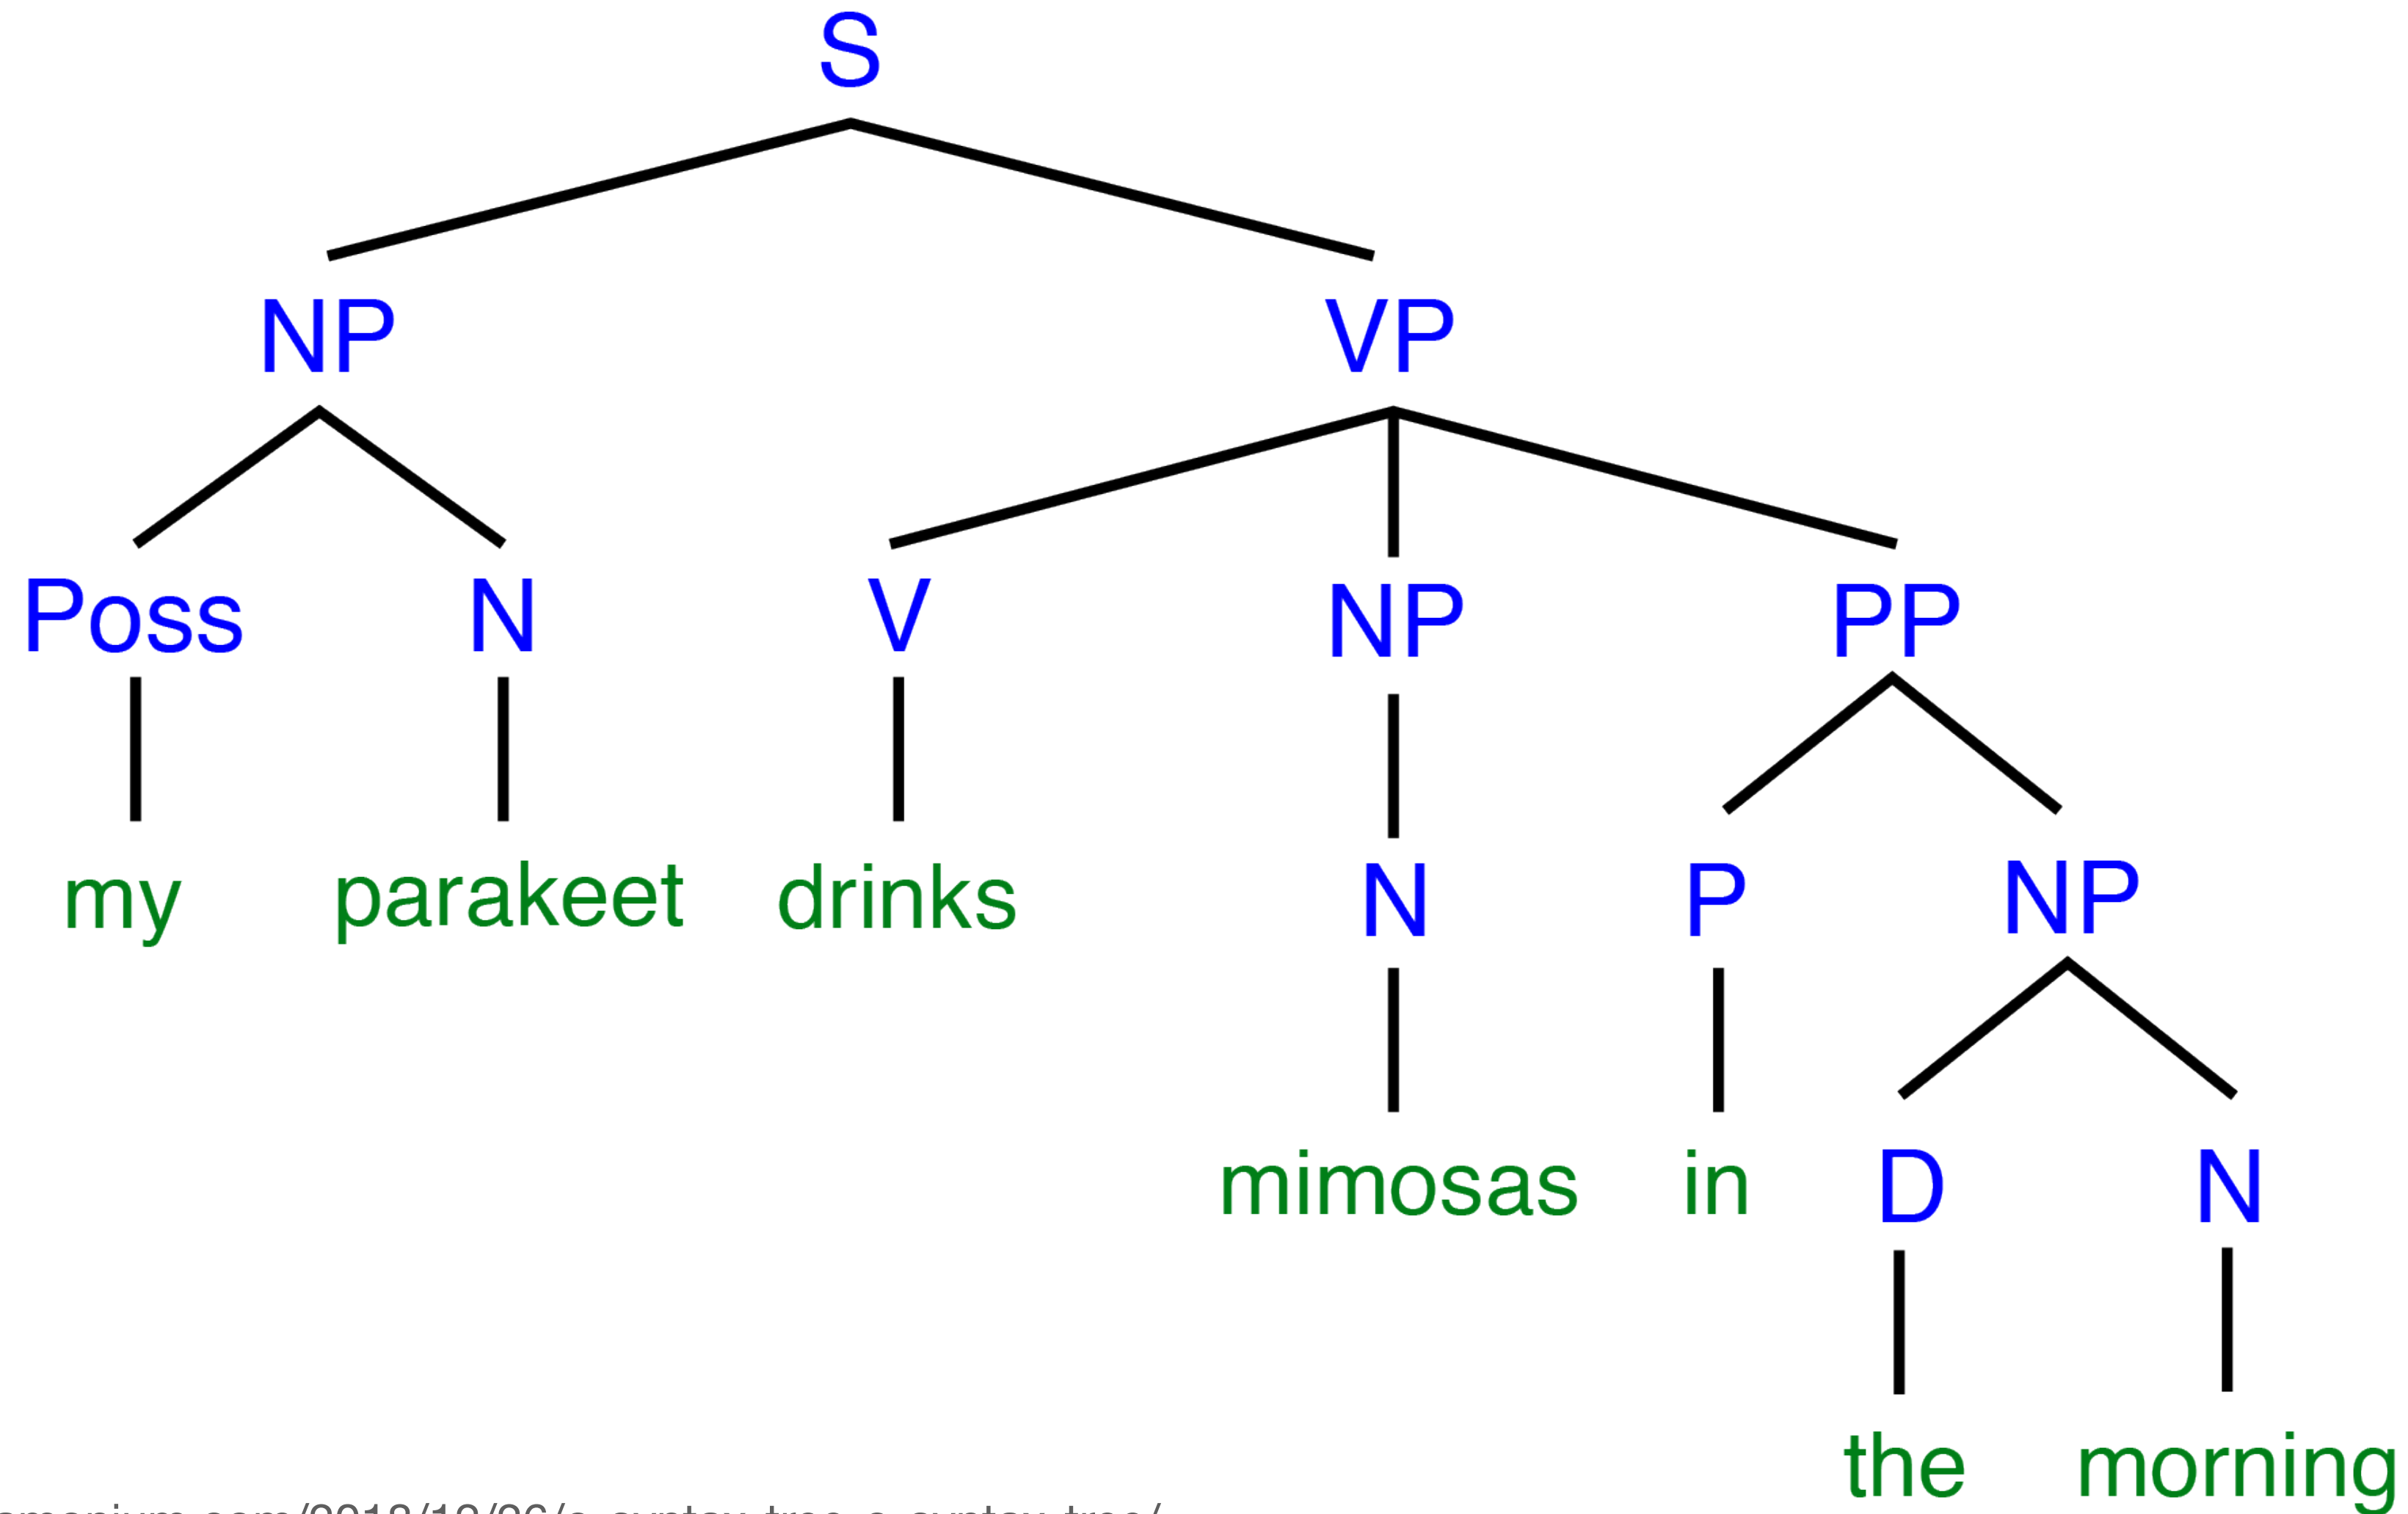 S
NP VP
Poss N V NP PP
my parakeet drinks N P NP
mimosas in D N
the morning